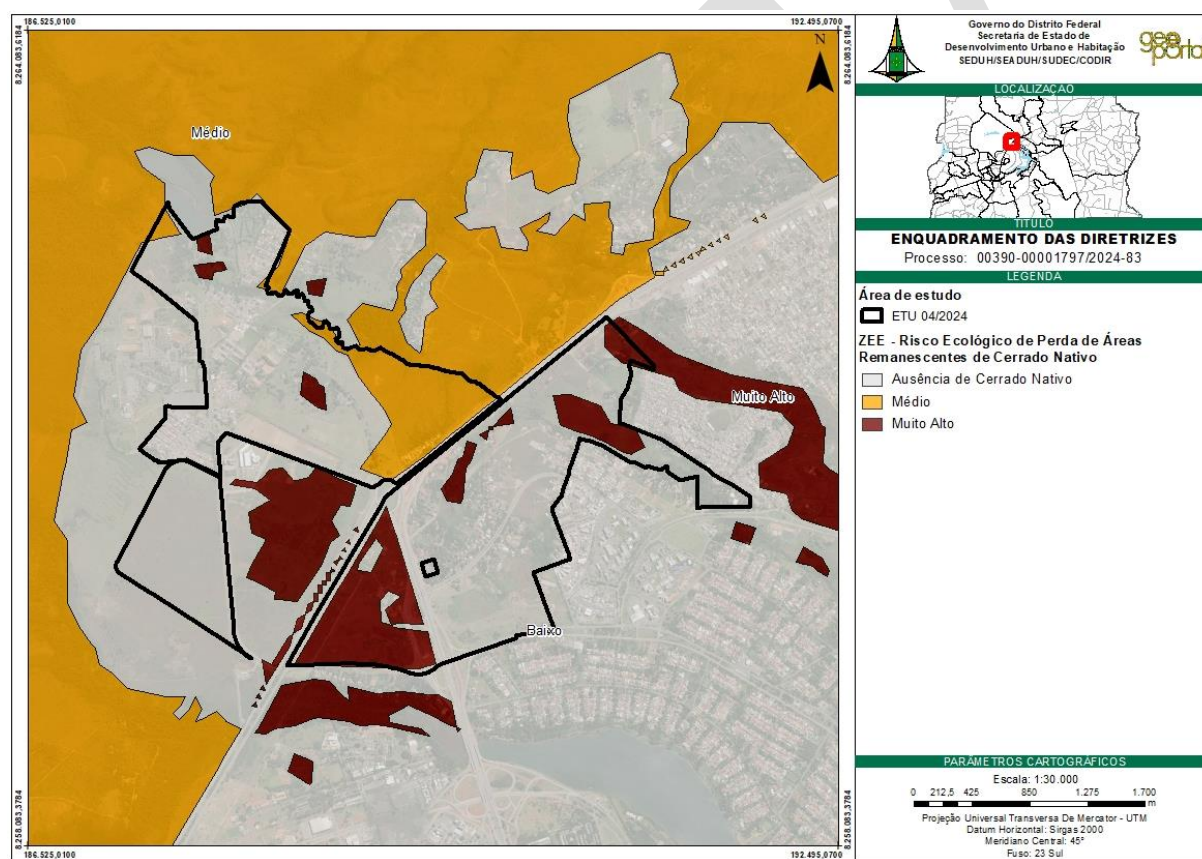 186.525,0100
192.495,0700
8.264.083,6184
8.264.083,6184
N
Médio
Muito Alto
Baixo
8.258.083,3784
8.258.083,3784
186.525,0100
192.495,0700
Governo do Distrito Federal
Secretaria de Estado de
Desenvolvimento Urbano e Habitação
SEDUH/SEADUH/SUDEC/CODIR
geo
porta
LOCALIZAÇÃO
TÍTULO
ENQUADRAMENTO DAS DIRETRIZES
Processo: 00390-00001797/2024-83
LEGENDA
Área de estudo
ETU 04/2024
ZEE - Risco Ecológico de Perda de Áreas
Remanescentes de Cerrado Nativo
Ausência de Cerrado Nativo
Médio
Muito Alto
PARÂMETROS CARTOGRÁFICOS
Escala: 1:30.000
0 212,5 425 850 1.275 1.700
m
Projeção Universal Transversa De Mercator - UTM
Datum Horizontal: Sirgas 2000
Meridiano Central: 45º
Fuso: 23 Sul